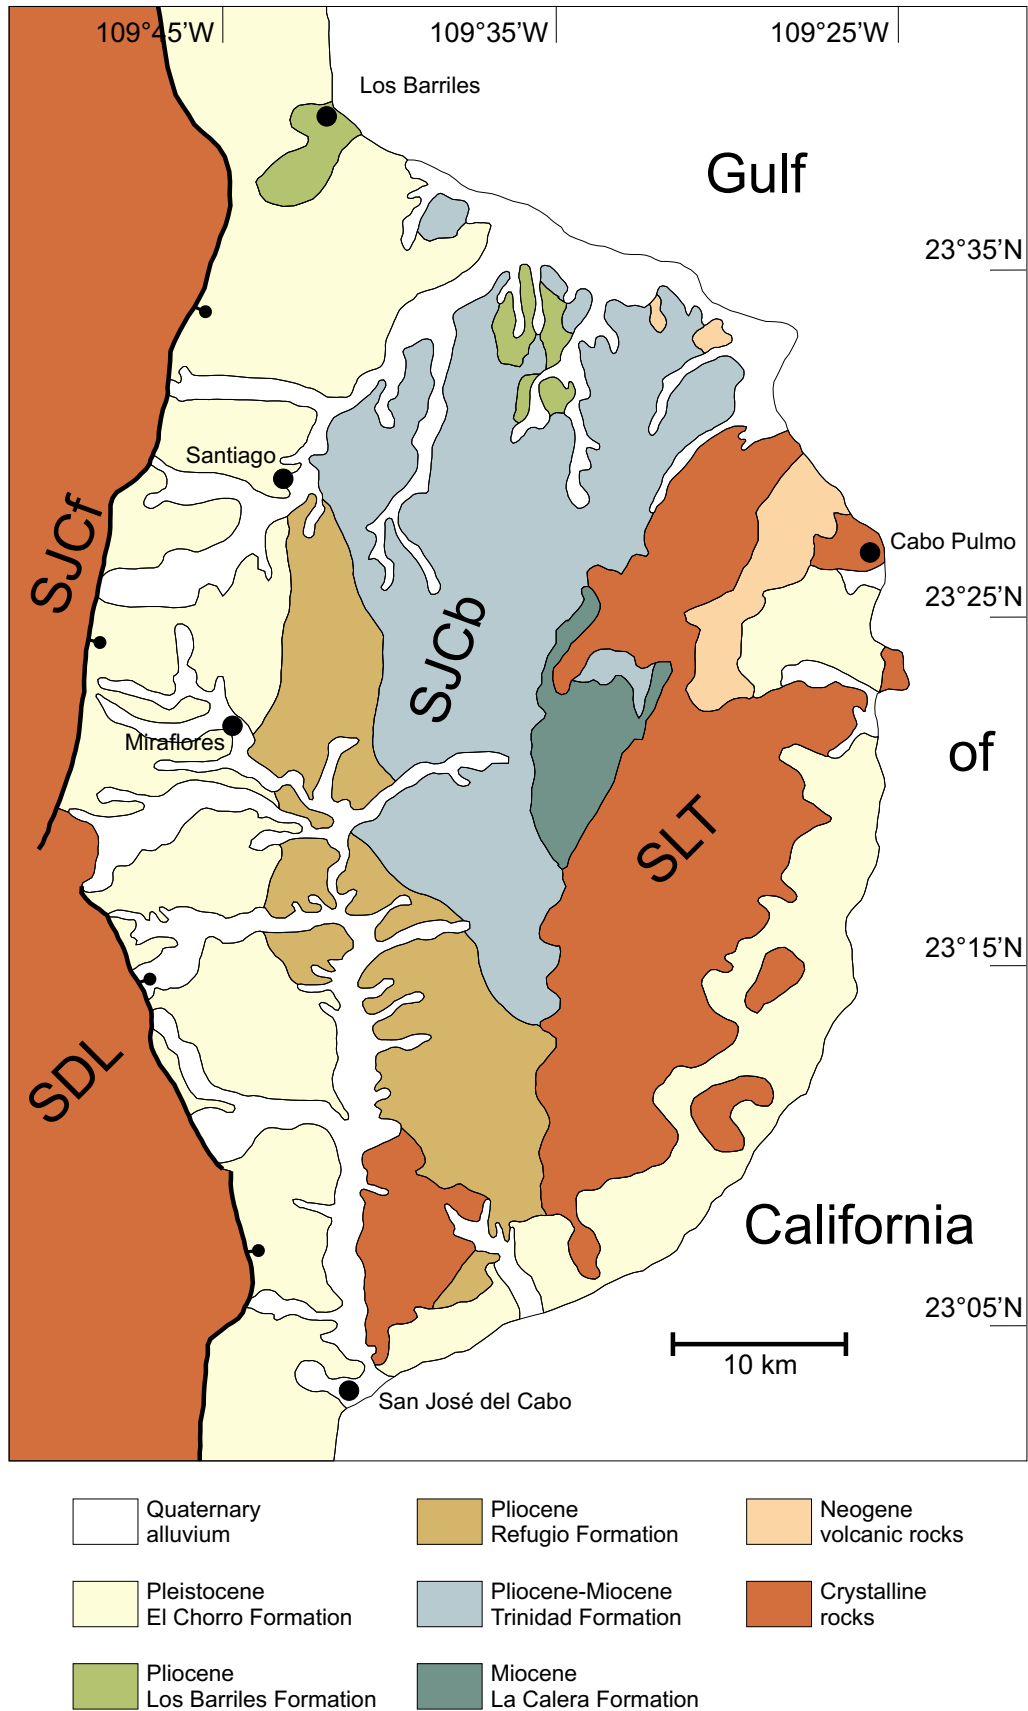 109°45’W
109°35’W
109°25’W
Los Barriles
Gulf
23°35’N
Santiago
SJCf
Cabo Pulmo
23°25’N
SJCb
Miraflores
of
SLT
23°15’N
SDL
California
23°05’N
10 km
San José del Cabo
Quaternary
alluvium
Pliocene
Refugio Formation
Neogene
volcanic rocks
Pleistocene
El Chorro Formation
Pliocene-Miocene
Trinidad Formation
Crystalline
rocks
Pliocene
Los Barriles Formation
Miocene
La Calera Formation